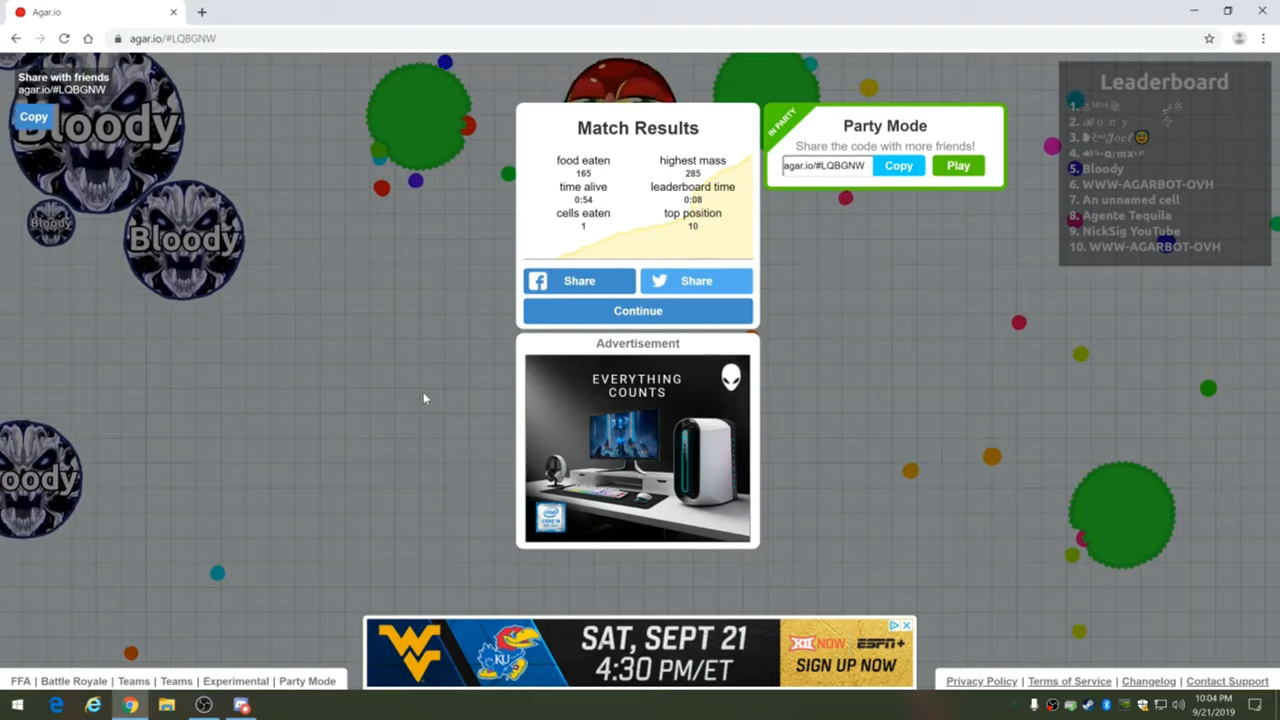 Agar.io
agar.io/#LQBGNW
Share with friends
agar.io/#LQBGNW
Copy
Bloody
Bloody
Bloody
oody
Match Results
food eaten
165
highest mass
285
time alive
0:54
leaderboard time
0:08
cells eaten
1
top position
10
Share
Share
Continue
Advertisement
EVERYTHING
COUNTS
IN PARTY
Party Mode
Share the code with more friends!
agar.io/#LQBGNW
Copy
Play
Leaderboard
5. Bloody
6. WWW-AGARBOT-OVH
7. An unnamed cell
8. Agente Tequila
9. NickSig YouTube
10. WWW-AGARBOT-OVH
WV
KU
SAT, SEPT 21
4:30 PM/ET
XII NOW ESPN+
SIGN UP NOW
FFA | Battle Royale | Teams | Teams | Experimental | Party Mode
Privacy Policy | Terms of Service | Changelog | Contact Support
10:04 PM
9/21/2019